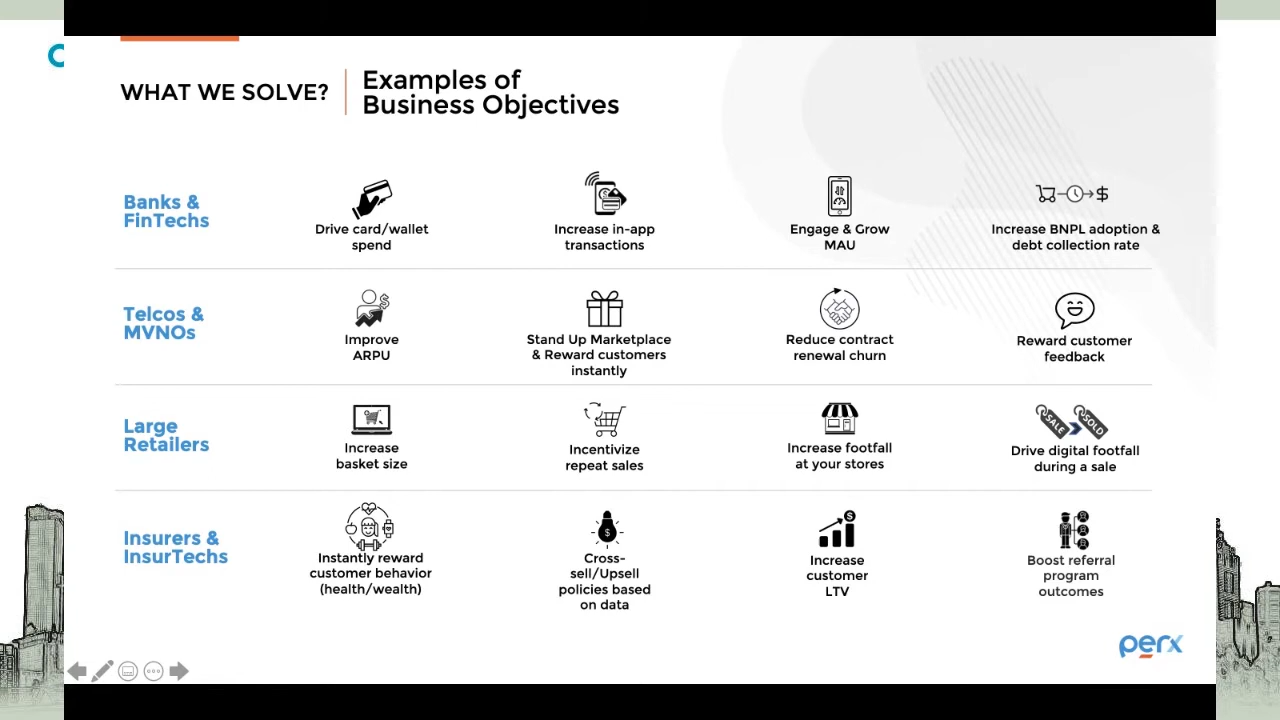 WHAT WE SOLVE?
Examples of
Business Objectives
Banks &
FinTechs
Drive card/wallet
spend
Increase in-app
transactions
Engage & Grow
MAU
Increase BNPL adoption &
debt collection rate
Telcos &
MVNOs
Improve
ARPU
Stand Up Marketplace
& Reward customers
instantly
Reduce contract
renewal churn
Reward customer
feedback
Large
Retailers
Increase
basket size
Incentivize
repeat sales
Increase footfall
at your stores
SALE
SOLD
Drive digital footfall
during a sale
Insurers &
InsurTechs
Instantly reward
customer behavior
(health/wealth)
Cross-
sell/Upsell
policies based
on data
Increase
customer
LTV
Boost referral
program
outcomes
perx